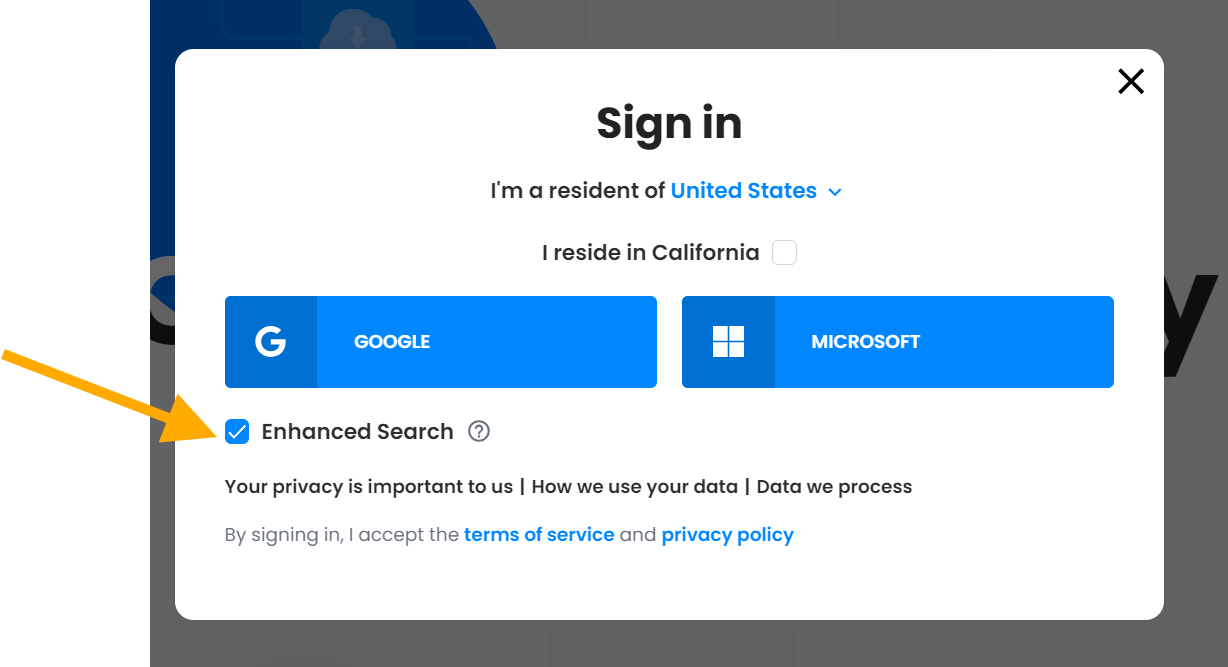 Sign in
I'm a resident of United States
I reside in California
GOOGLE
MICROSOFT
Enhanced Search
Your privacy is important to us | How we use your data | Data we process
By signing in, I accept the terms of service and privacy policy